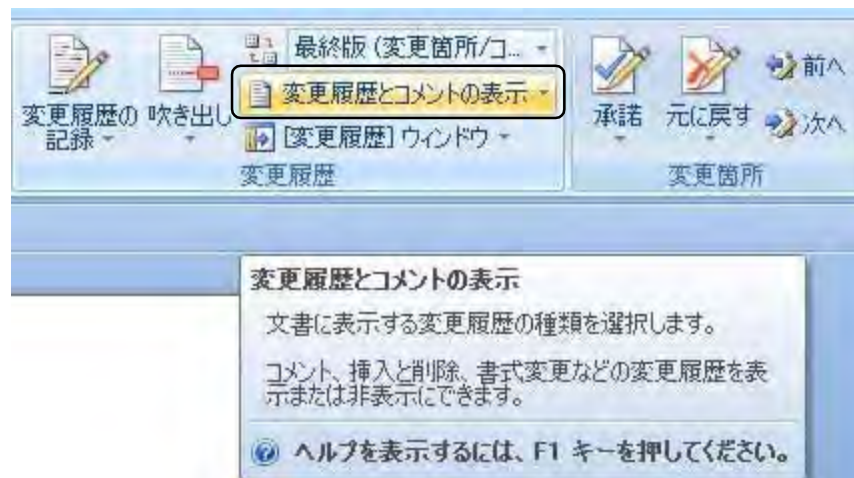 変更履歴の
記録
吹き出し
最終版 (変更箇所/コ...
変更履歴とコメントの表示
[変更履歴] ウィンドウ
変更履歴
承諾
元に戻す
前へ
次へ
変更箇所
変更履歴とコメントの表示
文書に表示する変更履歴の種類を選択します。
コメント、挿入と削除、書式変更などの変更履歴を表
示または非表示にできます。
ヘルプを表示するには、F1 キーを押してください。